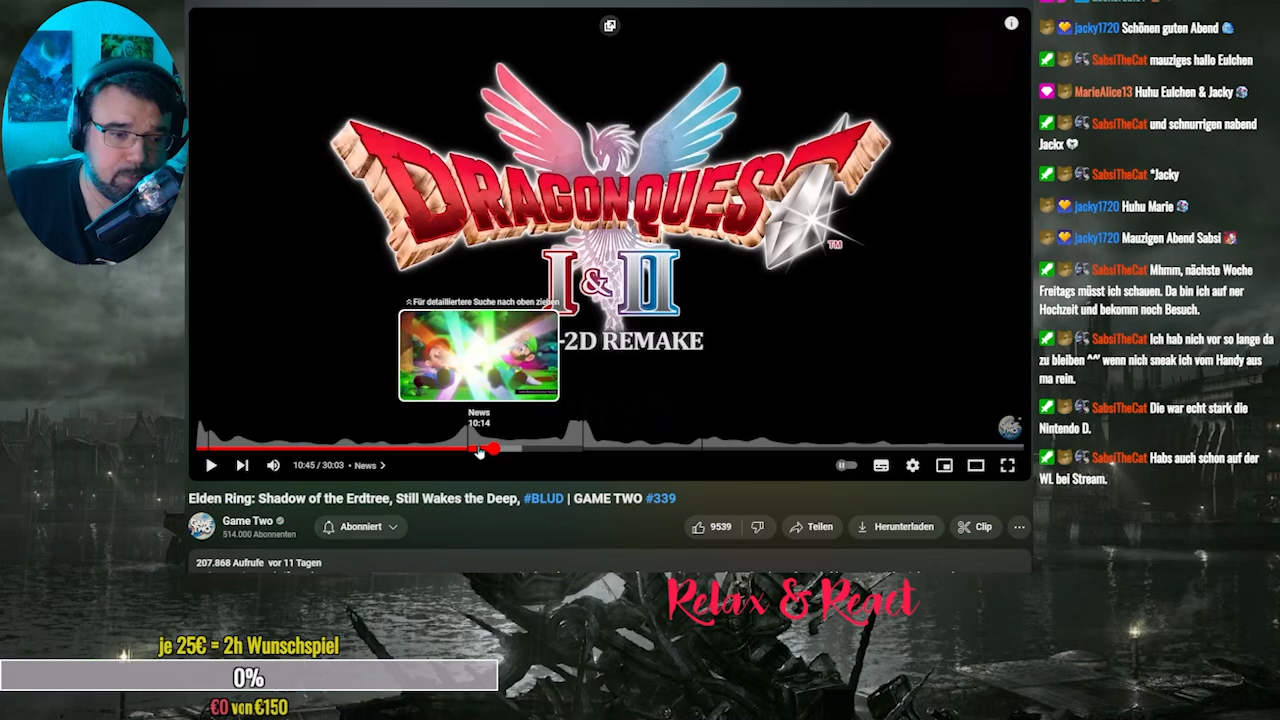 DRAGON QUEST
TM
I & II
-2D REMAKE
Für detailliertere Suche nach oben ziehen
News
10:14
10:45 / 30:03 • News
Elden Ring: Shadow of the Erdtree, Still Wakes the Deep, #BLUD | GAME TWO #339
GAME TWO
Game Two
514.000 Abonnenten
Abonniert
9539
Teilen
Herunterladen
Clip
207.868 Aufrufe vor 11 Tagen
Relax & React
je 25€ = 2h Wunschspiel
0%
€0 von €150
jacky1720 Schönen guten Abend
SabsiTheCat mauziges hallo Eulchen
MarieAlice13 Huhu Eulchen & Jacky
SabsiTheCat und schnurrigen nabend
Jackx
SabsiTheCat *Jacky
jacky1720 Huhu Marie
jacky1720 Mauzigen Abend Sabsi
SabsiTheCat Mhmm, nächste Woche
Freitags müsst ich schauen. Da bin ich auf ner
Hochzeit und bekomm noch Besuch.
SabsiTheCat Ich hab nich vor so lange da
zu bleiben ^^ wenn nich sneak ich vom Handy aus
ma rein.
SabsiTheCat Die war echt stark die
Nintendo D.
SabsiTheCat Habs auch schon auf der
WL bei Stream.